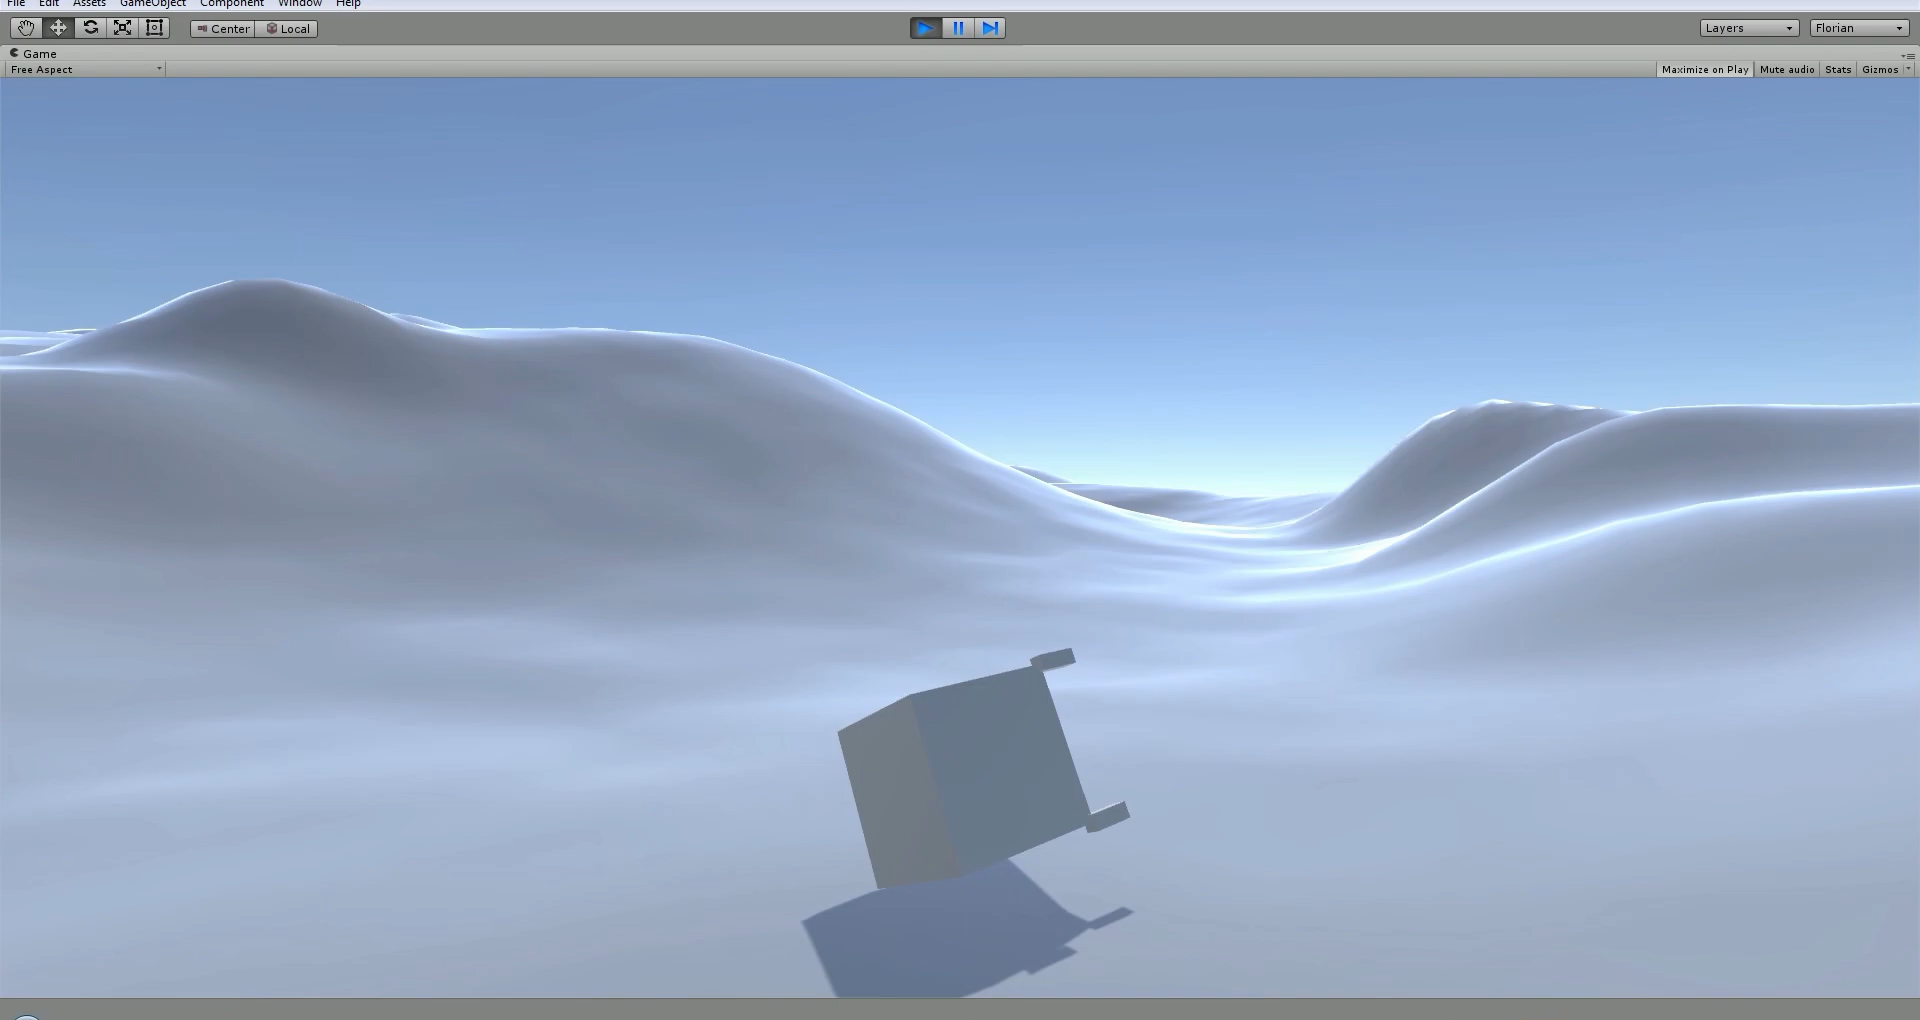 File Edit Assets GameObject Component Window Help
Center Local Layers Florian
Game
Free Aspect Maximize on Play Mute audio Stats Gizmos